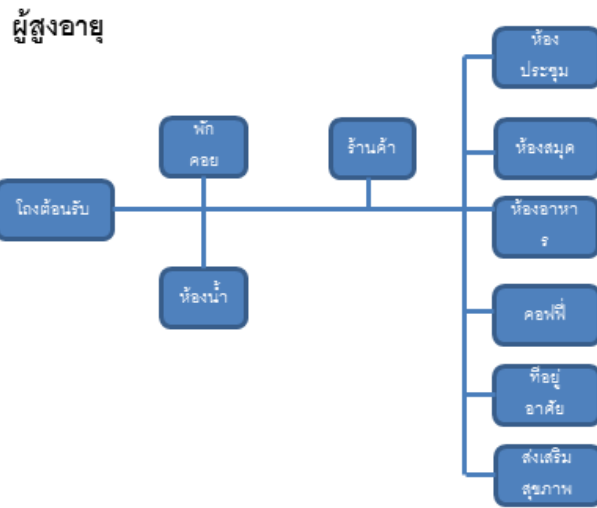 ผู้สูงอายุ
ห้อง
ประชุม
พัก
คอย
ร้านค้า
ห้องสมุด
โถงต้อนรับ
ห้องอาหา
ร
ห้องน้ำ
คอฟฟี่
ที่อยู่
อาศัย
ส่งเสริม
สุขภาพ